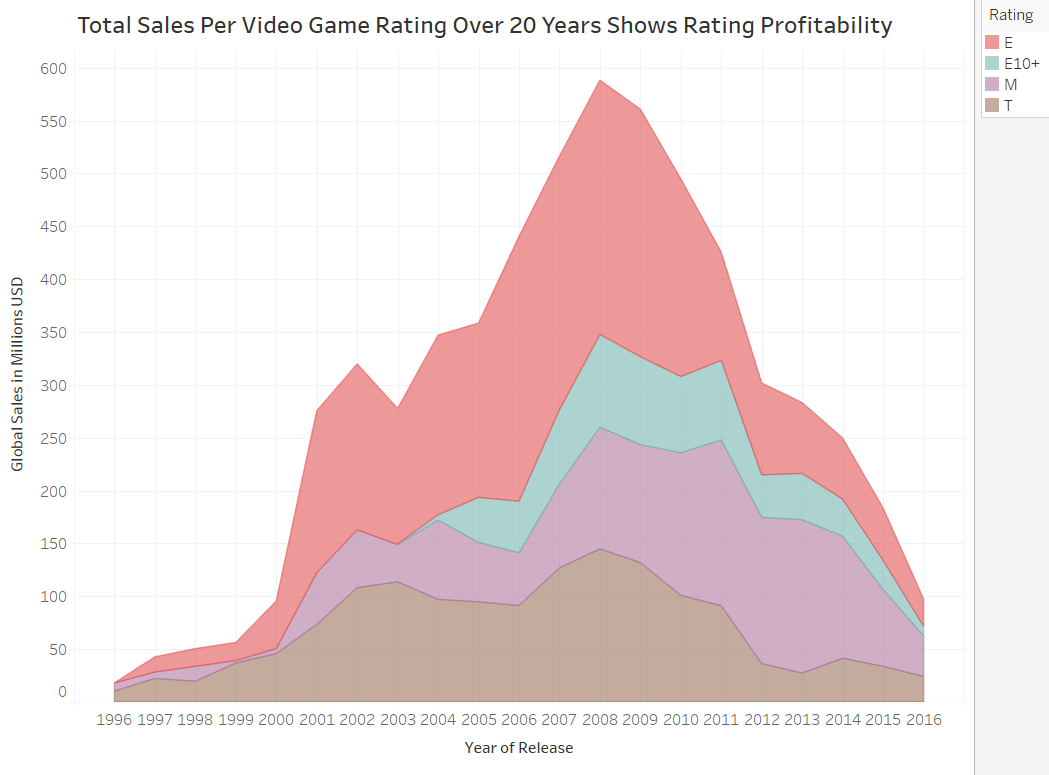 Total Sales Per Video Game Rating Over 20 Years Shows Rating Profitability
Rating
E
E10+
M
T
600
550
500
450
400
350
300
250
200
150
100
50
0
Global Sales in Millions USD
1996 1997 1998 1999 2000 2001 2002 2003 2004 2005 2006 2007 2008 2009 2010 2011 2012 2013 2014 2015 2016
Year of Release